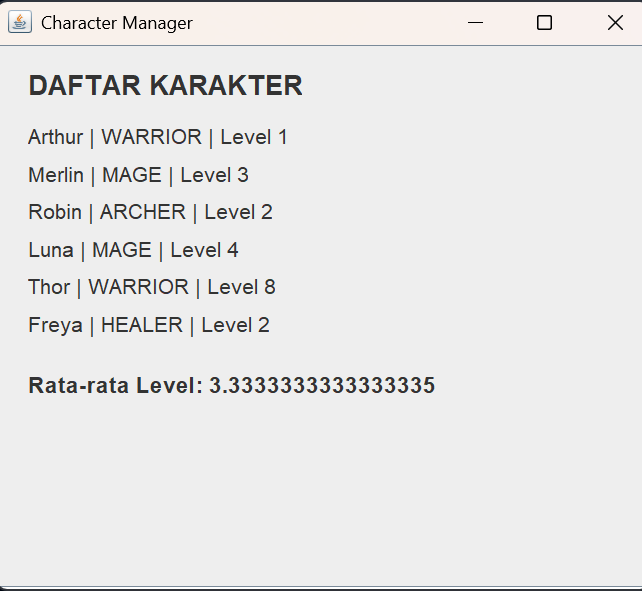 Character Manager
DAFTAR KARAKTER
Arthur | WARRIOR | Level 1
Merlin | MAGE | Level 3
Robin | ARCHER | Level 2
Luna | MAGE | Level 4
Thor | WARRIOR | Level 8
Freya | HEALER | Level 2
Rata-rata Level: 3.3333333333333335